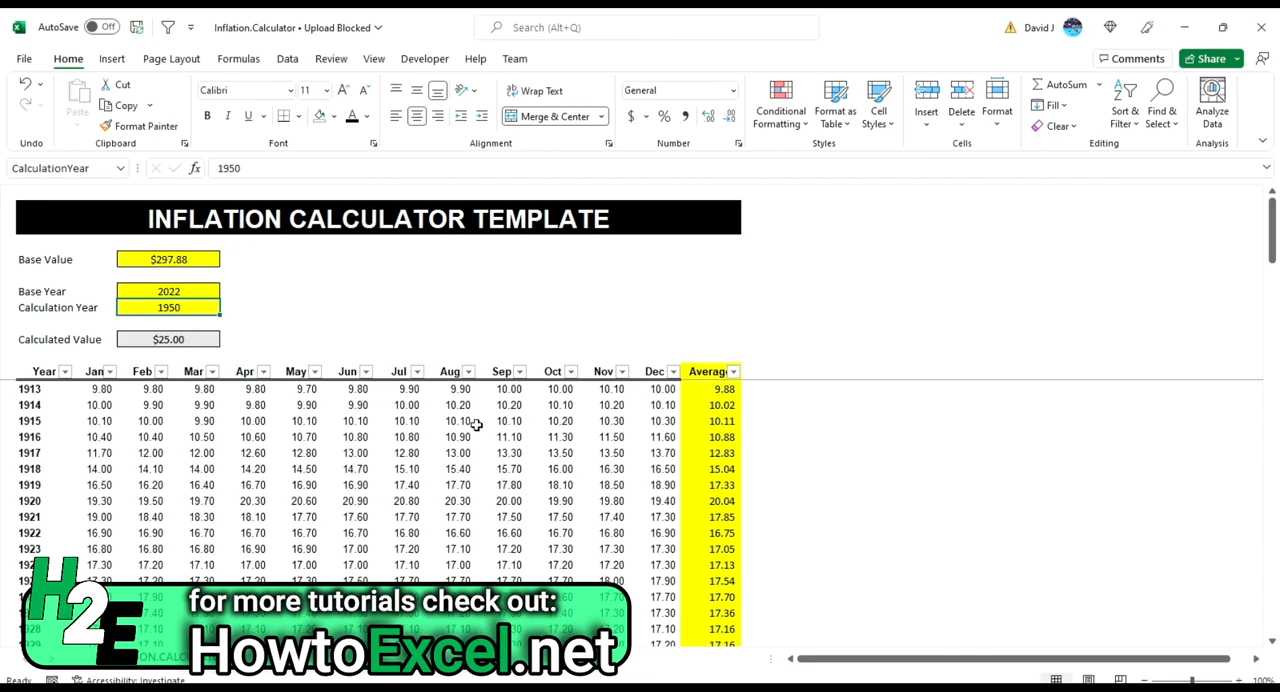 AutoSave Off Inflation.Calculator • Upload Blocked Search (Alt+Q) David J
File Home Insert Page Layout Formulas Data Review View Developer Help Team Comments Share
Paste Cut Copy Format Painter Calibri 11 Wrap Text Merge & Center General Conditional Formatting Format as Table Cell Styles Insert Delete Format AutoSum Fill Clear Sort & Filter Find & Select Analyze Data
Undo Clipboard Font Alignment Number Styles Cells Editing Analysis
CalculationYear fx 1950
INFLATION CALCULATOR TEMPLATE
Base Value $297.88
Base Year 2022
Calculation Year 1950
Calculated Value $25.00
Year Jan Feb Mar Apr May Jun Jul Aug Sep Oct Nov Dec Average
1913 9.80 9.80 9.80 9.80 9.70 9.80 9.90 9.90 10.00 10.00 10.10 10.00 9.88
1914 10.00 9.90 9.90 9.80 9.90 9.90 10.00 10.20 10.20 10.10 10.20 10.10 10.02
1915 10.10 10.00 9.90 10.00 10.10 10.10 10.10 10.10 10.10 10.20 10.30 10.30 10.11
1916 10.40 10.40 10.50 10.60 10.70 10.80 10.80 10.90 11.10 11.30 11.50 11.60 10.88
1917 11.70 12.00 12.00 12.60 12.80 13.00 12.80 13.00 13.30 13.50 13.50 13.70 12.83
1918 14.00 14.10 14.00 14.20 14.50 14.70 15.10 15.40 15.70 16.00 16.30 16.50 15.04
1919 16.50 16.20 16.40 16.70 16.90 16.90 17.40 17.70 17.80 18.10 18.50 18.90 17.33
1920 19.30 19.50 19.70 20.30 20.60 20.90 20.80 20.30 20.00 19.90 19.80 19.40 20.04
1921 19.00 18.40 18.30 18.10 17.70 17.60 17.70 17.70 17.50 17.50 17.40 17.30 17.85
1922 16.90 16.90 16.70 16.70 16.70 16.70 16.80 16.60 16.60 16.70 16.80 16.90 16.75
1923 16.80 16.80 16.80 16.90 16.90 17.00 17.20 17.10 17.20 17.30 17.30 17.30 17.05
17.30 17.20 17.10 17.00 17.00 17.00 17.10 17.00 17.10 17.20 17.20 17.30 17.13
17.90 17.54
17.70 17.70
17.30 17.36
17.10 17.16
17.16
H2E
for more tutorials check out:
HowtoExcel.net
Ready Accessibility: Investigate 100%